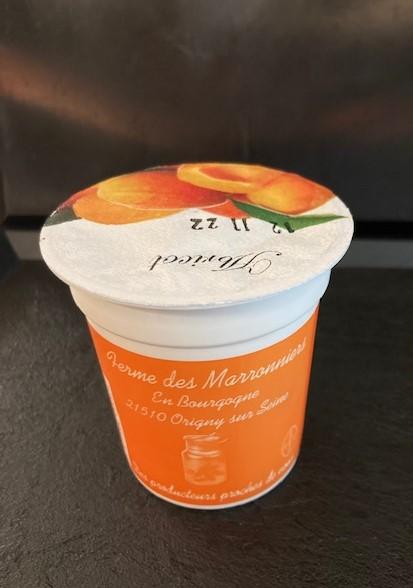 12 11 22
Abricot
Ferme des Marronniers
En Bourgogne
21510 Origny sur Seine
producteurs proches de